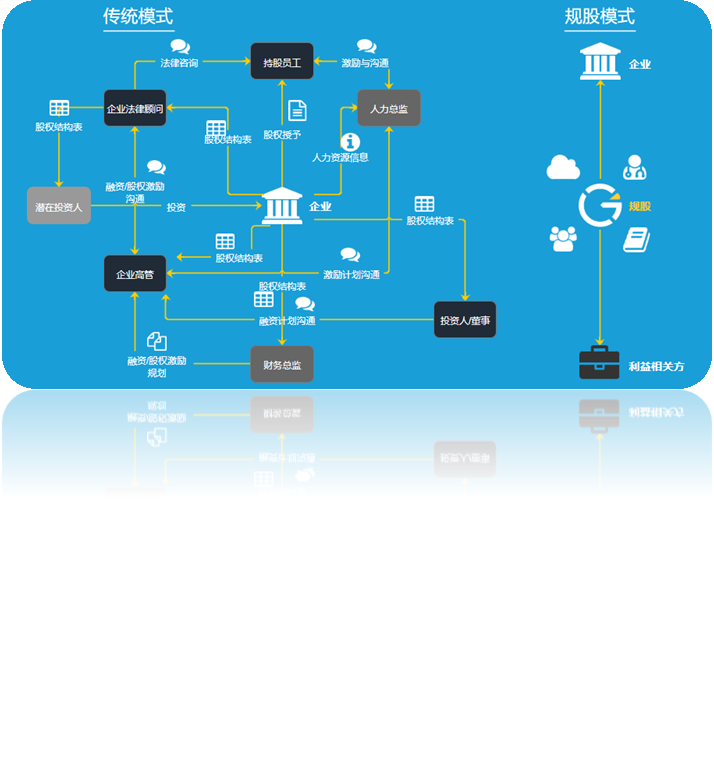 传统模式
规股模式
法律咨询
持股员工
激励与沟通
企业
企业法律顾问
人力总监
股权结构表
股权结构表
股权授予
人力资源信息
融资/股权激励
沟通
潜在投资人
投资
企业
规股
股权结构表
股权结构表
企业高管
激励计划沟通
股权结构表
融资计划沟通
投资人/董事
融资/股权激励
规划
财务总监
利益相关方